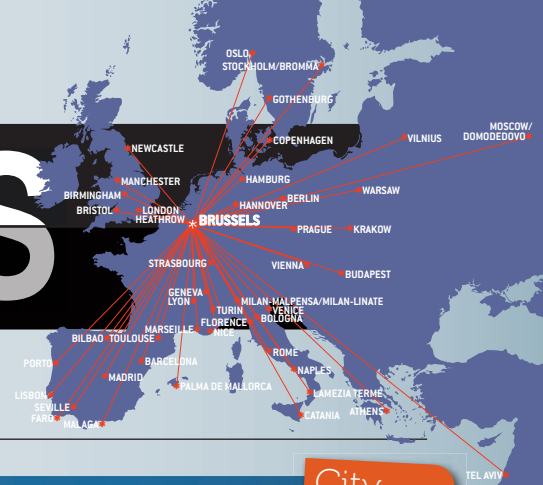 OSLO
STOCKHOLM/BROMMA
GOTHENBURG
MOSCOW/
DOMODEDOVO
COPENHAGEN
VILNIUS
NEWCASTLE
MANCHESTER
HAMBURG
BIRMINGHAM
BERLIN
WARSAW
BRISTOL
LONDON
HEATHROW
HANNOVER
BRUSSELS
PRAGUE
KRAKOW
STRASBOURG
VIENNA
BUDAPEST
GENEVA
LYON
MILAN-MALPENSA/MILAN-LINATE
TURIN
VENICE
BOLOGNA
FLORENCE
NICE
MARSEILLE
BILBAO
TOULOUSE
ROME
PORTO
BARCELONA
NAPLES
MADRID
PALMA DE MALLORCA
LISBON
LAMEZIA TERME
SEVILLE
FARO
MALAGA
CATANIA
ATHENS
TEL AVIV
S
City